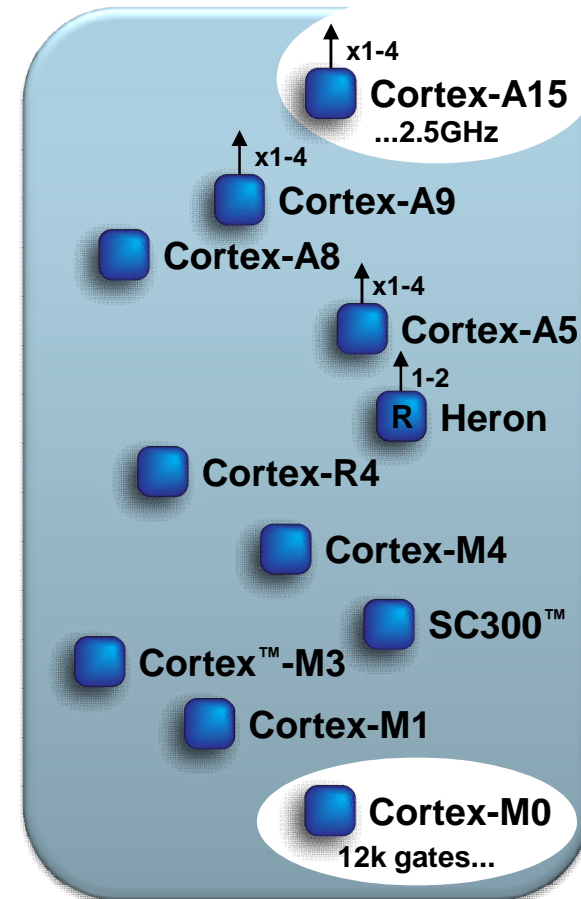 x1-4
Cortex-A15
...2.5GHz
x1-4
Cortex-A9
Cortex-A8
x1-4
Cortex-A5
1-2
R Heron
Cortex-R4
Cortex-M4
SC300™
Cortex™-M3
Cortex-M1
Cortex-M0
12k gates...